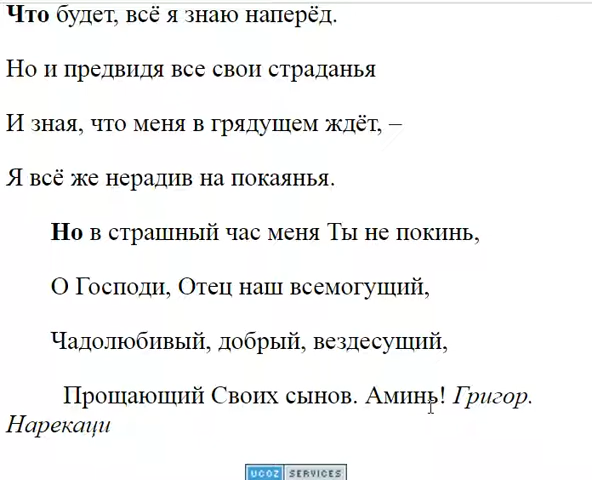 Что будет, всё я знаю наперёд.
Но и предвидя все свои страданья
И зная, что меня в грядущем ждёт, –
Я всё же нерадив на покаянья.
Но в страшный час меня Ты не покинь,
О Господи, Отец наш всемогущий,
Чадолюбивый, добрый, вездесущий,
Прощающий Своих сынов. Аминь! Григор.
Нарекаци
UCOZ SERVICES